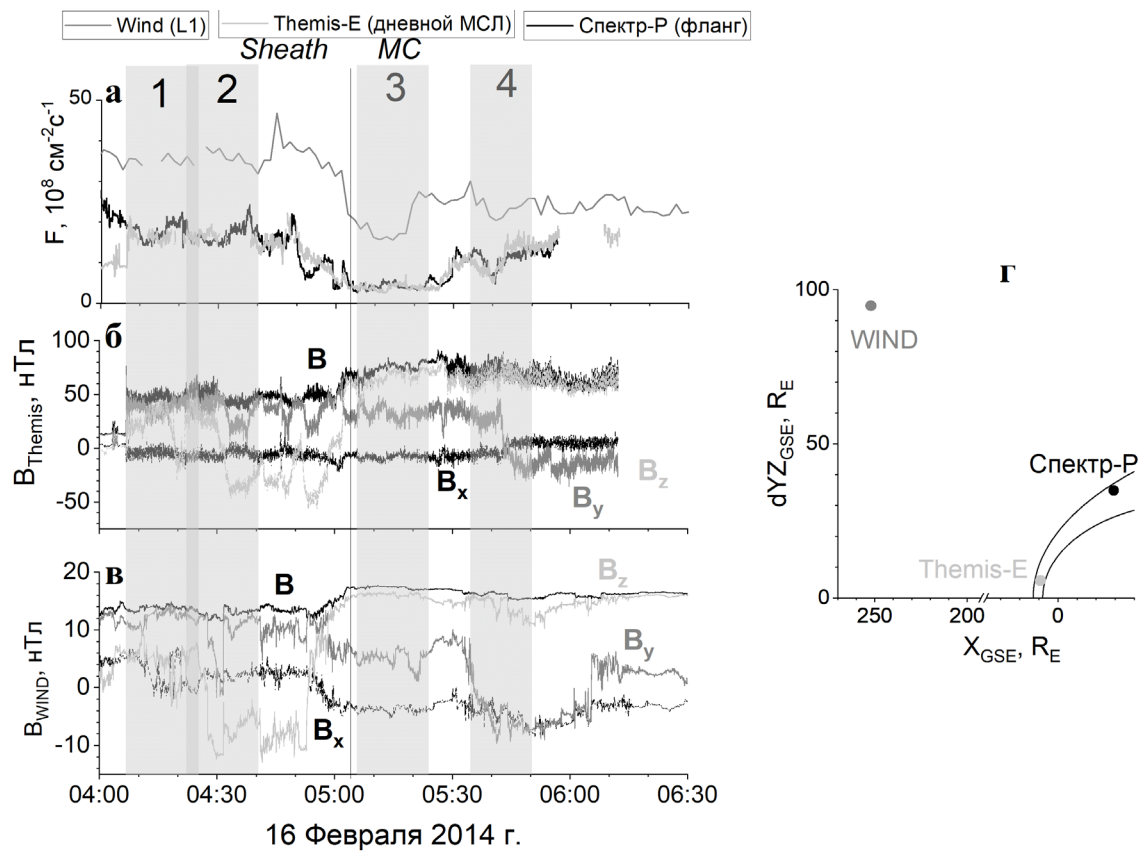 Wind (L1) Themis-E (дневной МСЛ) Спектр-Р (фланг)
Sheath MC
а 1 2 3 4
50
0
F, 10⁸ см⁻²с⁻¹
б
100
50
0
-50
B_Themis, нТл
B
B_x
B_y
B_z
в
20
10
0
-10
B_WIND, нТл
B
B_x
B_z
B_y
04:00 04:30 05:00 05:30 06:00 06:30
16 Февраля 2014 г.
г
100
50
0
dYZ_GSE, R_E
WIND
Спектр-Р
Themis-E
250 200 0
X_GSE, R_E